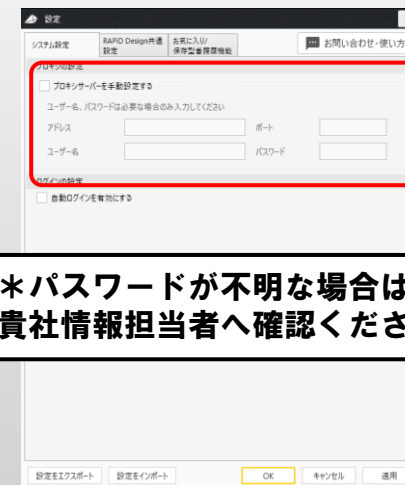 設定
システム設定
RAPiD Design共通
設定
お気に入り/
保存型番履歴機能
お問い合わせ・使い方
プロキシの設定
プロキシサーバーを手動設定する
ユーザー名、パスワードは必要な場合のみ入力してください
アドレス ポート
ユーザー名 パスワード
ログインの設定
自動ログインを有効にする
*パスワードが不明な場合は
貴社情報担当者へ確認くださ
設定をエクスポート 設定をインポート OK キャンセル 適用